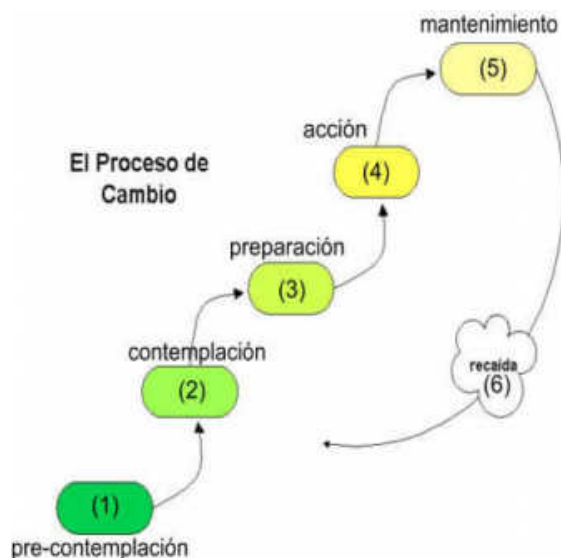 mantenimiento
(5)
acción
(4)
El Proceso de
Cambio
preparación
(3)
contemplación
(2)
recaída
(6)
(1)
pre-contemplación